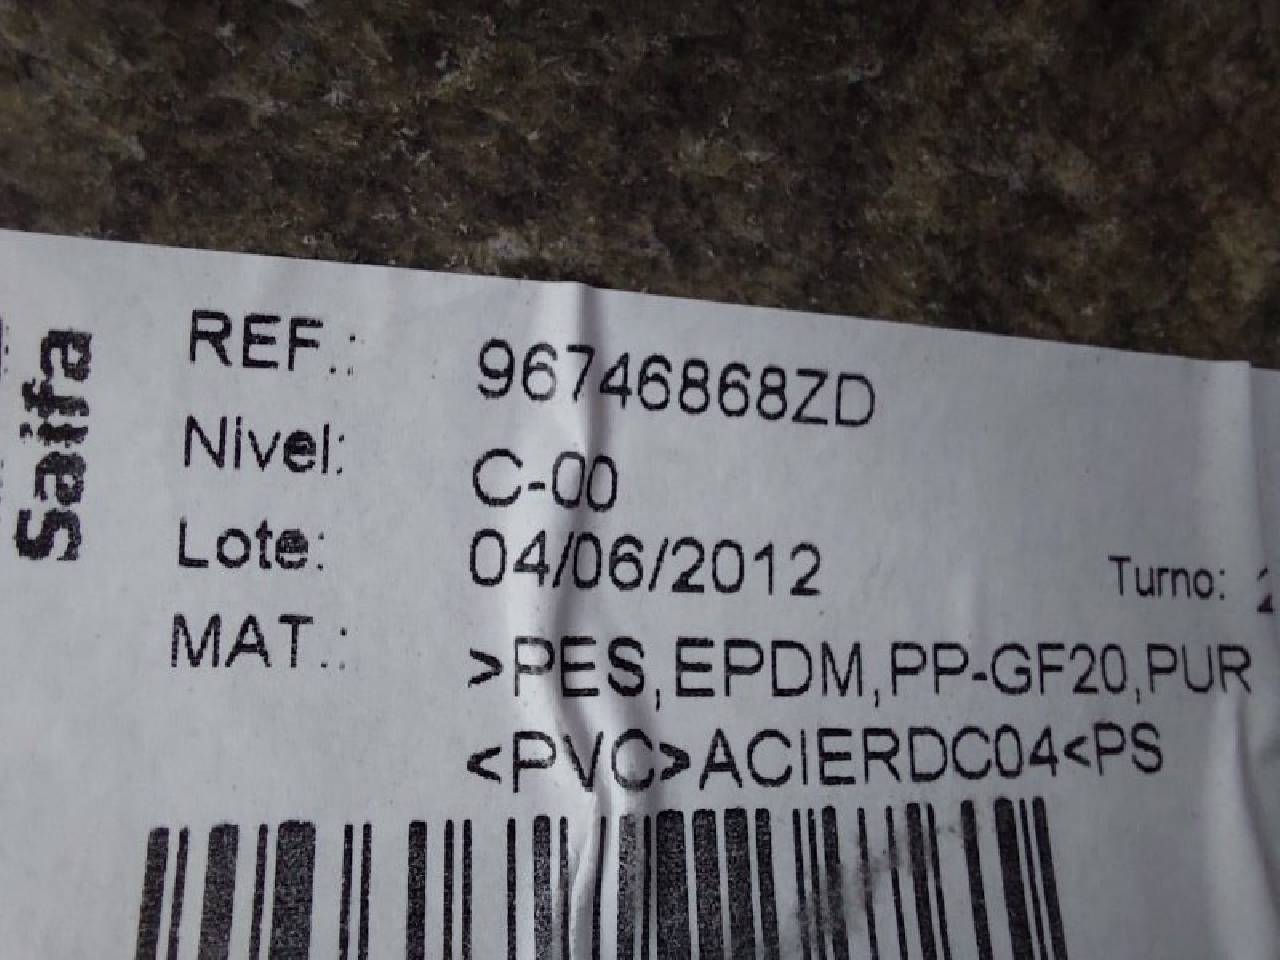 Saifa
REF.: 96746868ZD
Nivel: C-00
Lote: 04/06/2012 Turno: 2
MAT.: >PES,EPDM,PP-GF20,PUR
<PVC>ACIERDC04<PS